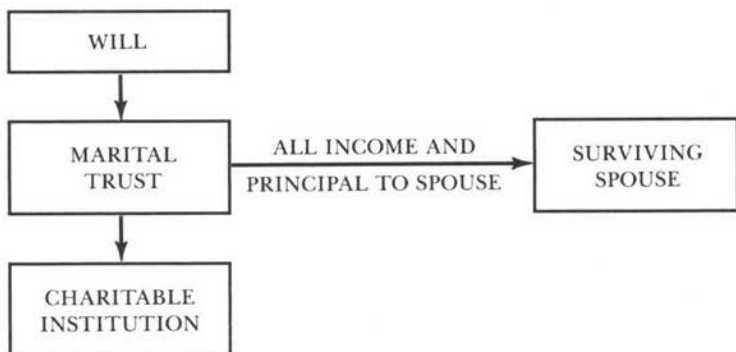 WILL
MARITAL
TRUST
ALL INCOME AND
PRINCIPAL TO SPOUSE
SURVIVING
SPOUSE
CHARITABLE
INSTITUTION